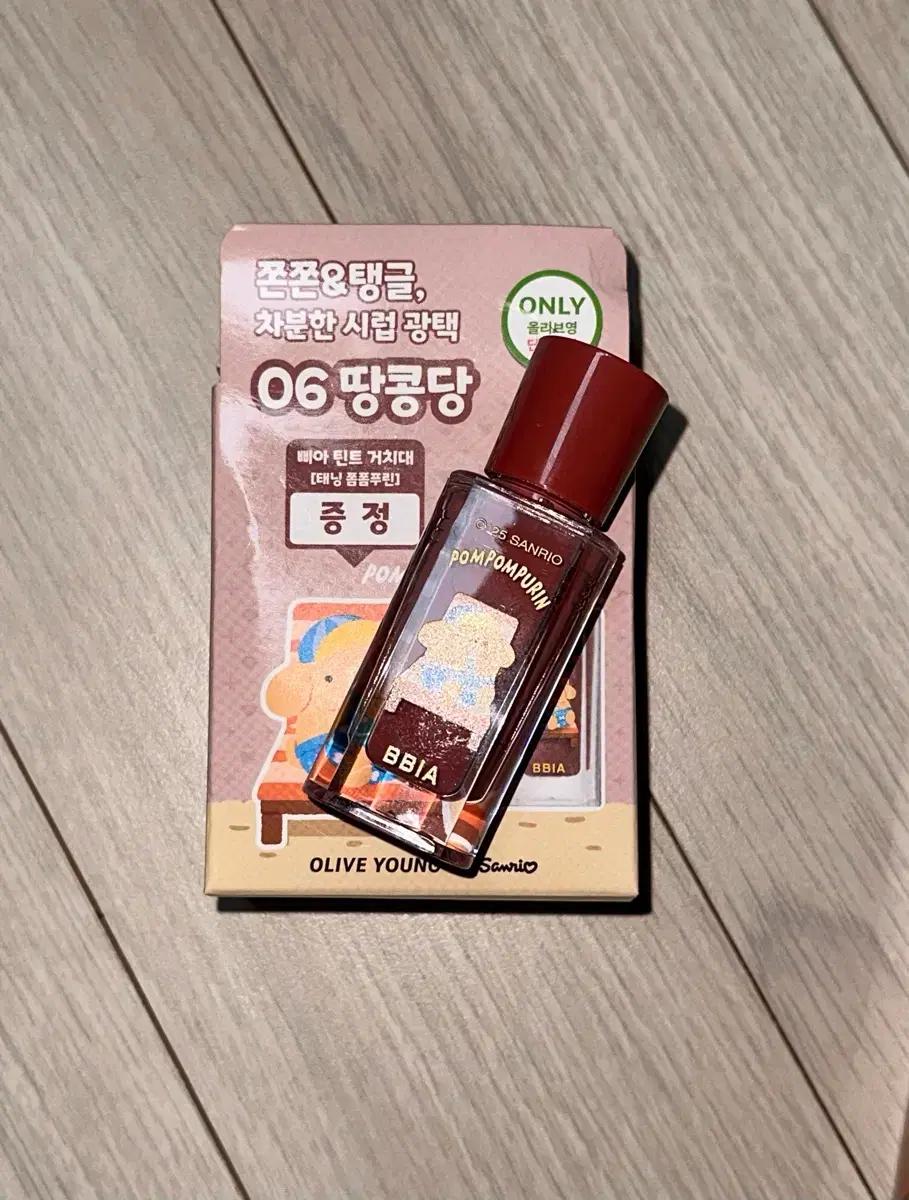 쫀쫀&탱글,
차분한 시럽 광택
ONLY
올리브영
06 땅콩당
삐아 틴트 거치대
[태닝 폼폼푸린]
증정
POM
© 25 SANRIO
POMPOMPURIN
BBIA
BBIA
OLIVE YOUNG
Sanrio